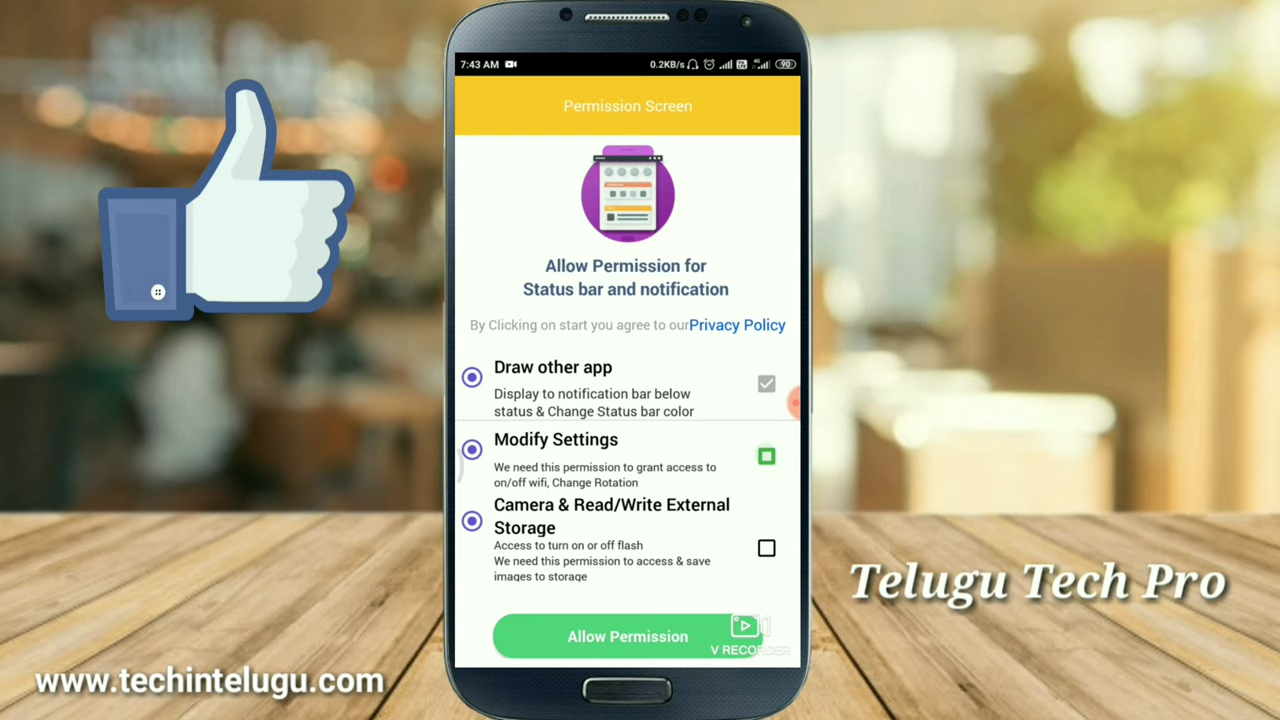 7:43 AM 0.2KB/s 4G 90
Permission Screen
Allow Permission for
Status bar and notification
By Clicking on start you agree to ourPrivacy Policy
Draw other app
Display to notification bar below
status & Change Status bar color
Modify Settings
We need this permission to grant access to
on/off wifi, Change Rotation
Camera & Read/Write External
Storage
Access to turn on or off flash
We need this permission to access & save
images to storage
Allow Permission
V RECORDER
Telugu Tech Pro
www.techintelugu.com